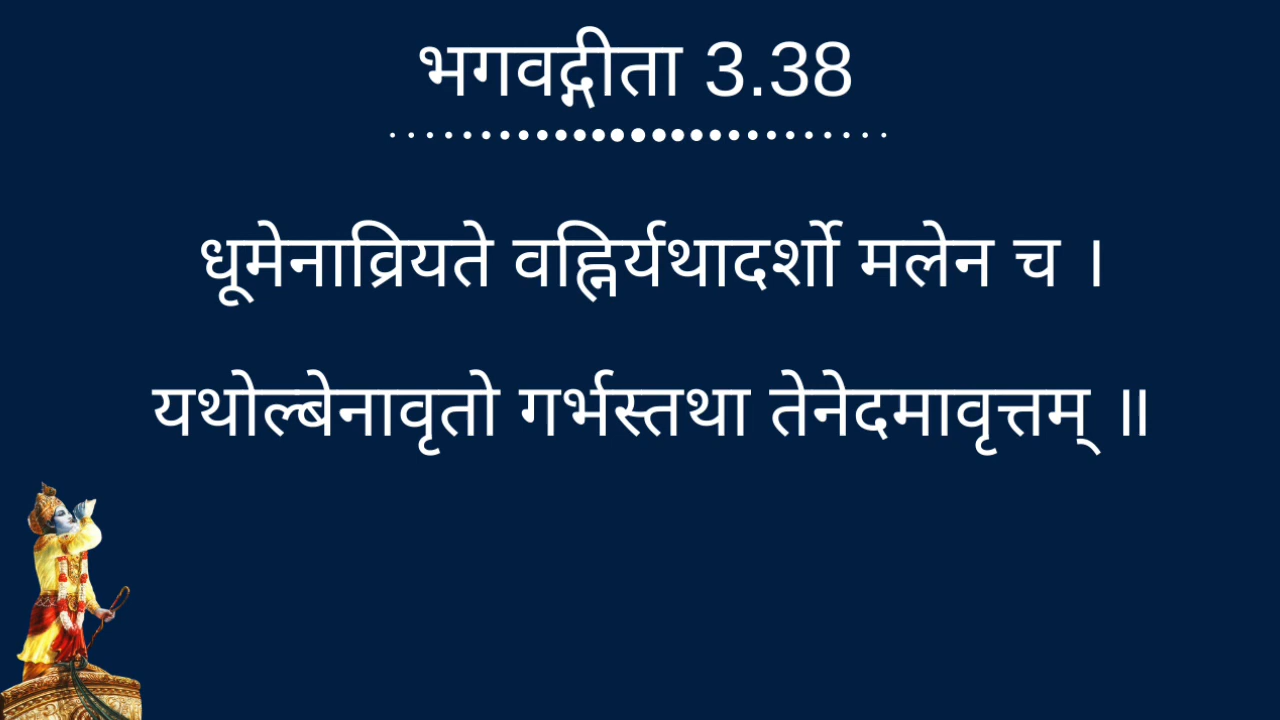 भगवद्गीता 3.38
धूमेनाव्रियते वह्निर्यथादर्शो मलेन च ।
यथोल्बेनावृतो गर्भस्तथा तेनेदमावृत्तम् ॥